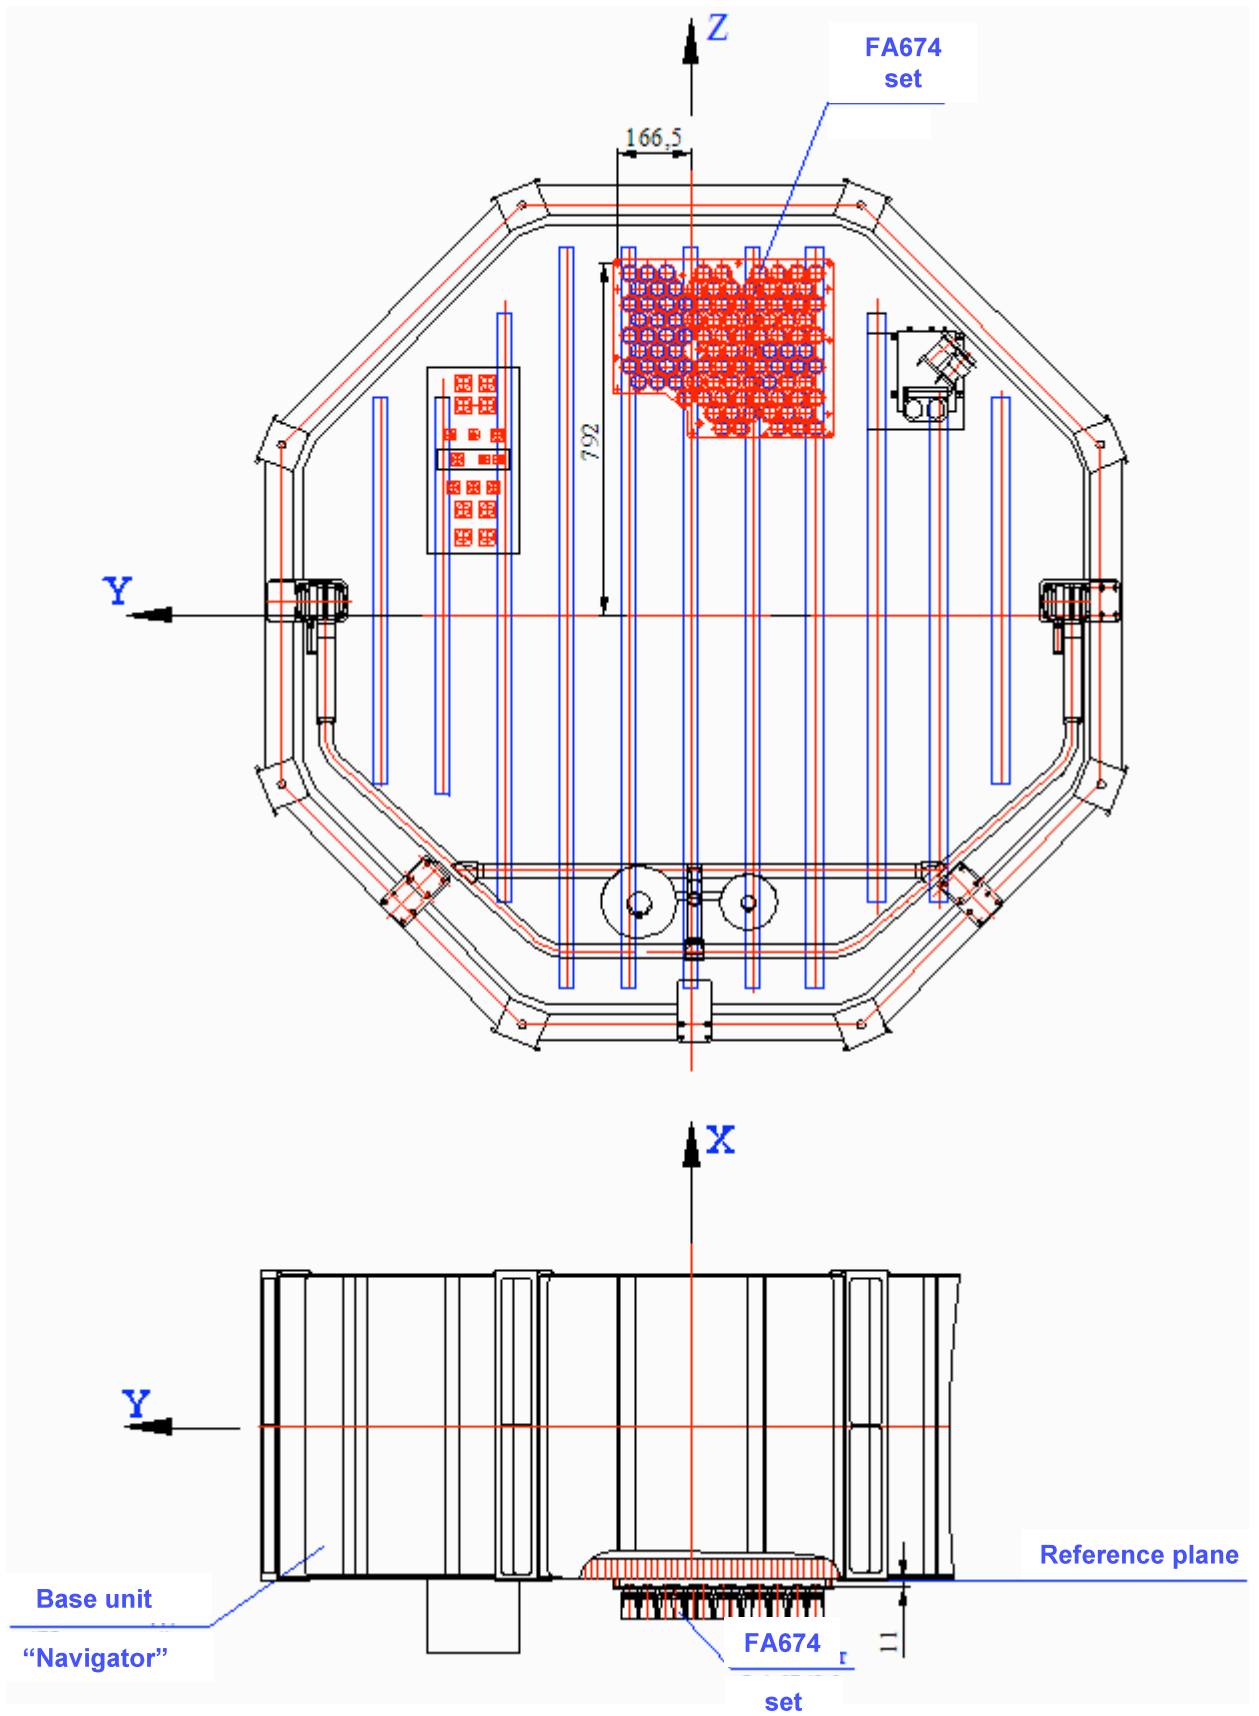 Z
FA674
set
166,5
792
Y
X
Y
Reference plane
Base unit
“Navigator”
FA674
set
11